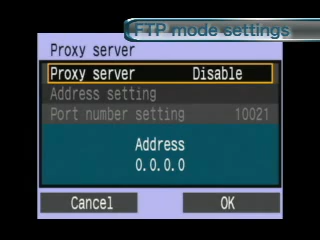 FTP mode settings
Proxy server
Proxy server Disable
Address setting
Port number setting 10021
Address
0.0.0.0
Cancel OK